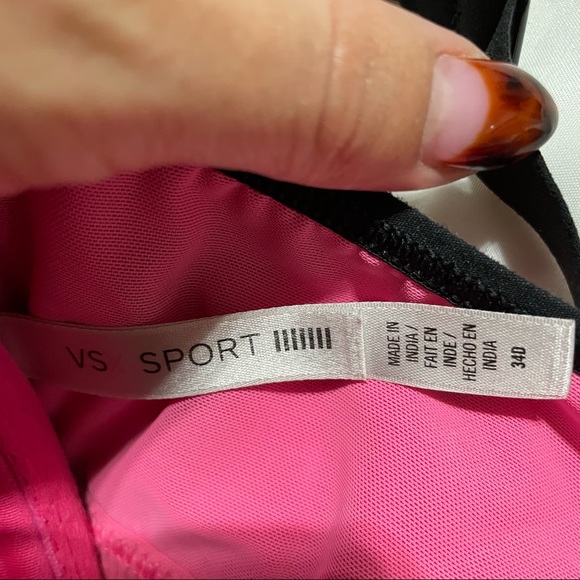 VS SPORT
MADE IN
INDIA/
FAIT EN
INDE/
HECHO EN
INDIA
34D